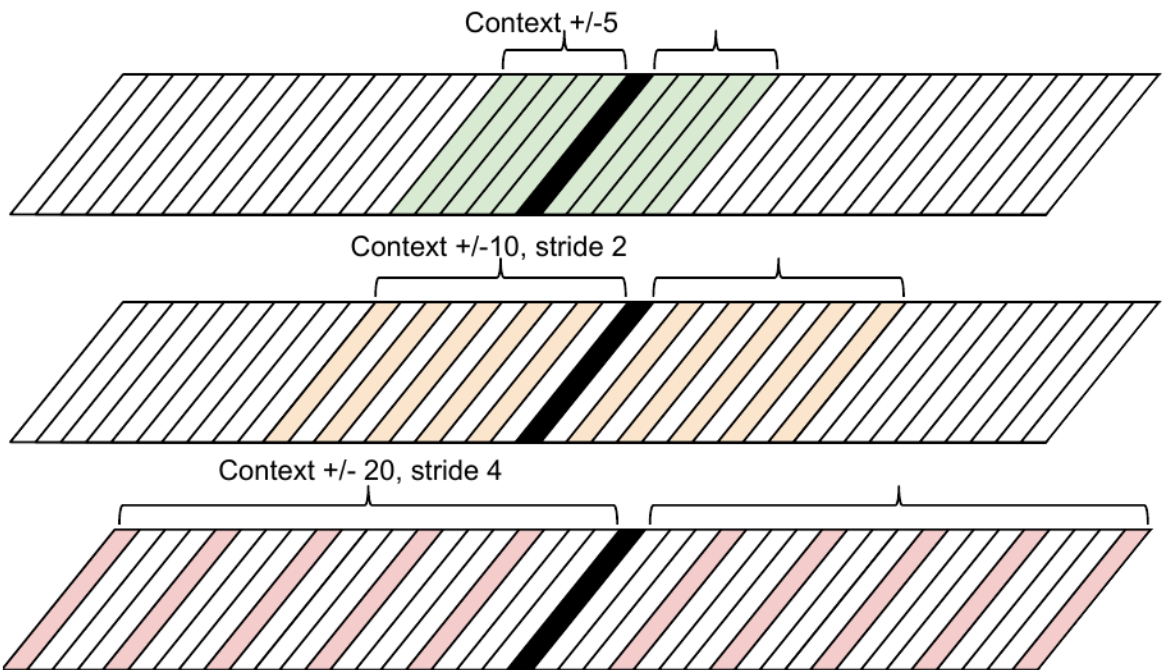 Context +/-5
Context +/-10, stride 2
Context +/- 20, stride 4